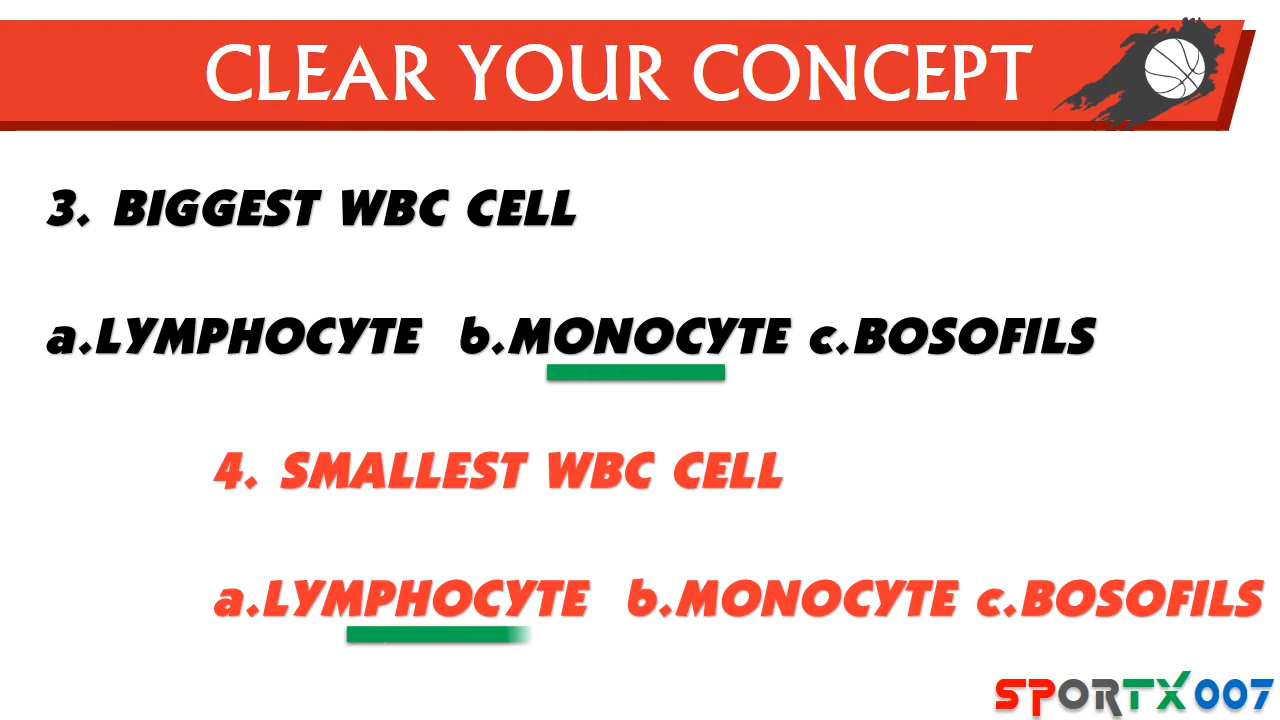 CLEAR YOUR CONCEPT
3. BIGGEST WBC CELL
a.LYMPHOCYTE b.MONOCYTE c.BOSOFILS
4. SMALLEST WBC CELL
a.LYMPHOCYTE b.MONOCYTE c.BOSOFILS
SPORTX007